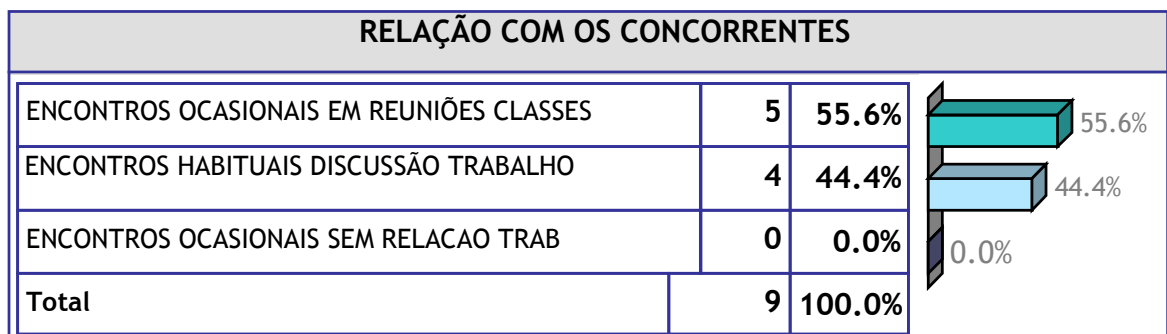 RELAÇÃO COM OS CONCORRENTES
ENCONTROS OCASIONAIS EM REUNIÕES CLASSES 5 55.6% 55.6%
ENCONTROS HABITUAIS DISCUSSÃO TRABALHO 4 44.4% 44.4%
ENCONTROS OCASIONAIS SEM RELACAO TRAB 0 0.0% 0.0%
Total 9 100.0%